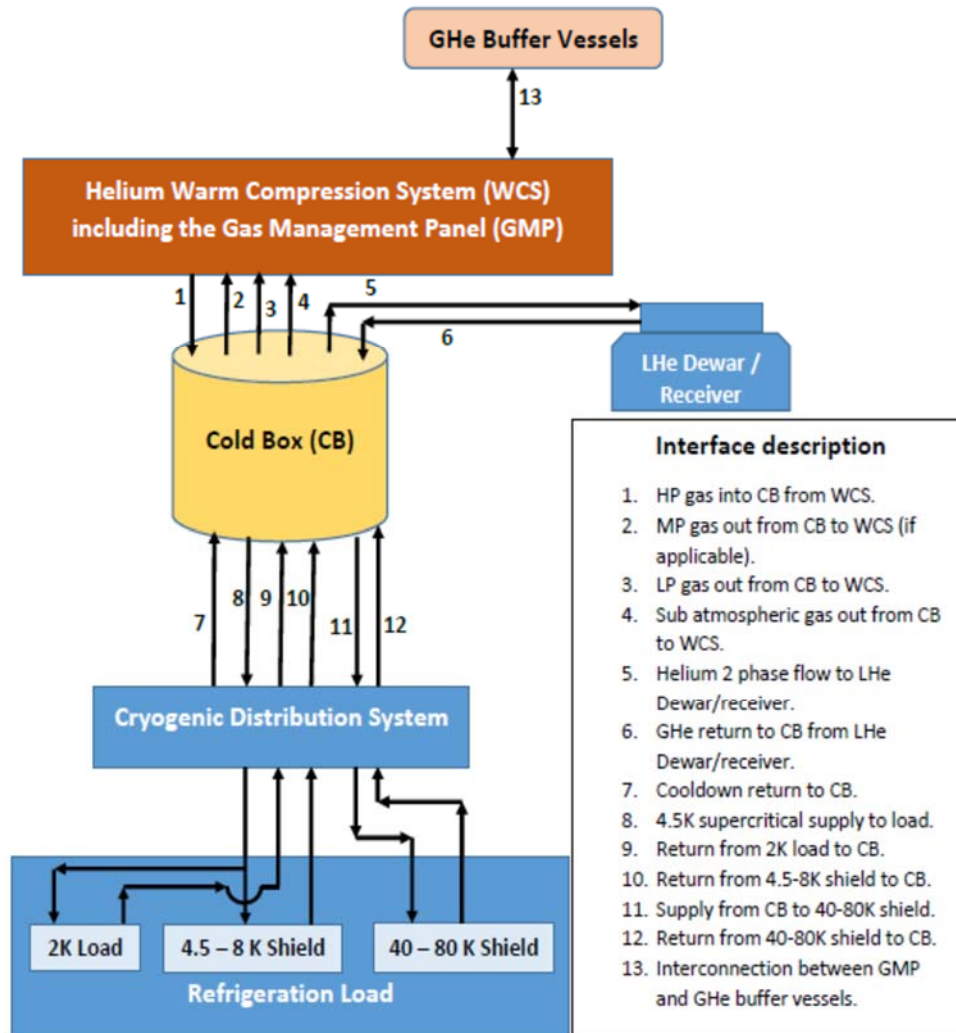 GHe Buffer Vessels
13
Helium Warm Compression System (WCS)
including the Gas Management Panel (GMP)
1
2
3
4
5
6
LHe Dewar /
Receiver
Cold Box (CB)
7
8
9
10
11
12
Cryogenic Distribution System
2K Load
4.5 – 8 K Shield
40 – 80 K Shield
Refrigeration Load
Interface description
1. HP gas into CB from WCS.
2. MP gas out from CB to WCS (if
applicable).
3. LP gas out from CB to WCS.
4. Sub atmospheric gas out from CB
to WCS.
5. Helium 2 phase flow to LHe
Dewar/receiver.
6. GHe return to CB from LHe
Dewar/receiver.
7. Cooldown return to CB.
8. 4.5K supercritical supply to load.
9. Return from 2K load to CB.
10. Return from 4.5-8K shield to CB.
11. Supply from CB to 40-80K shield.
12. Return from 40-80K shield to CB.
13. Interconnection between GMP
and GHe buffer vessels.